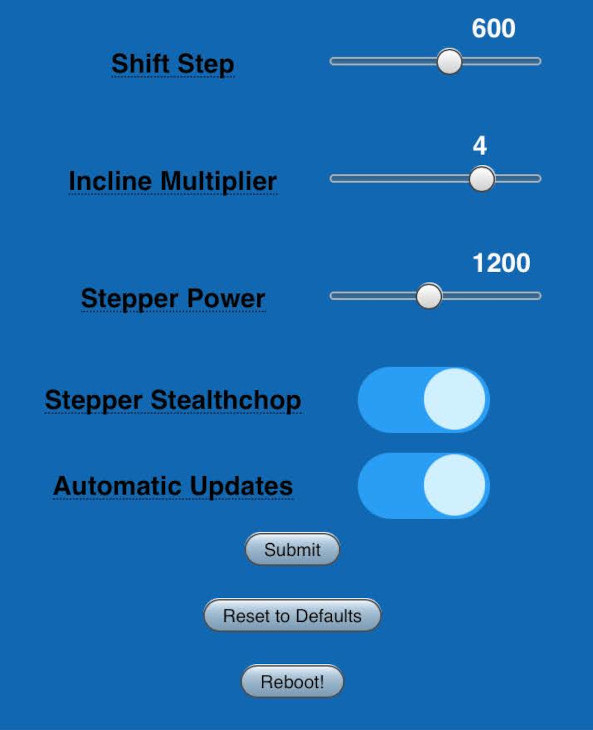 600
Shift Step
4
Incline Multiplier
1200
Stepper Power
Stepper Stealthchop
Automatic Updates
Submit
Reset to Defaults
Reboot!